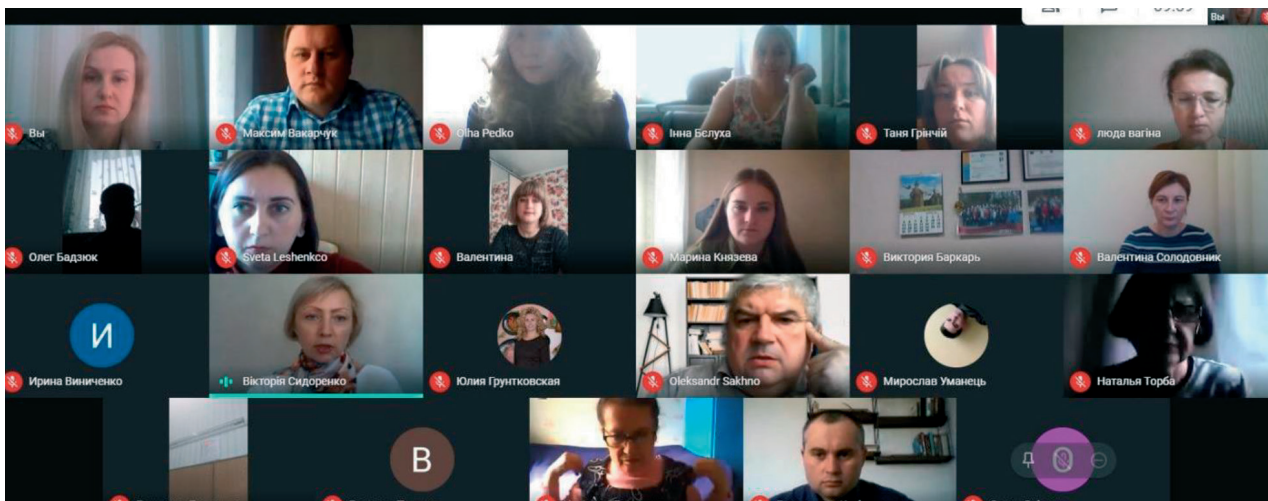 Вы
Вы
Максим Вакарчук
Olha Pedko
Інна Бєлуха
Таня Грінчій
люда вагіна
Олег Бадзюк
Sveta Leshenkco
Валентина
Марина Князева
Виктория Баркарь
Валентина Солодовник
И
Ирина Виниченко
Вікторія Сидоренко
Юлия Грунтковская
Oleksandr Sakhno
Мирослав Уманець
Наталья Торба
В